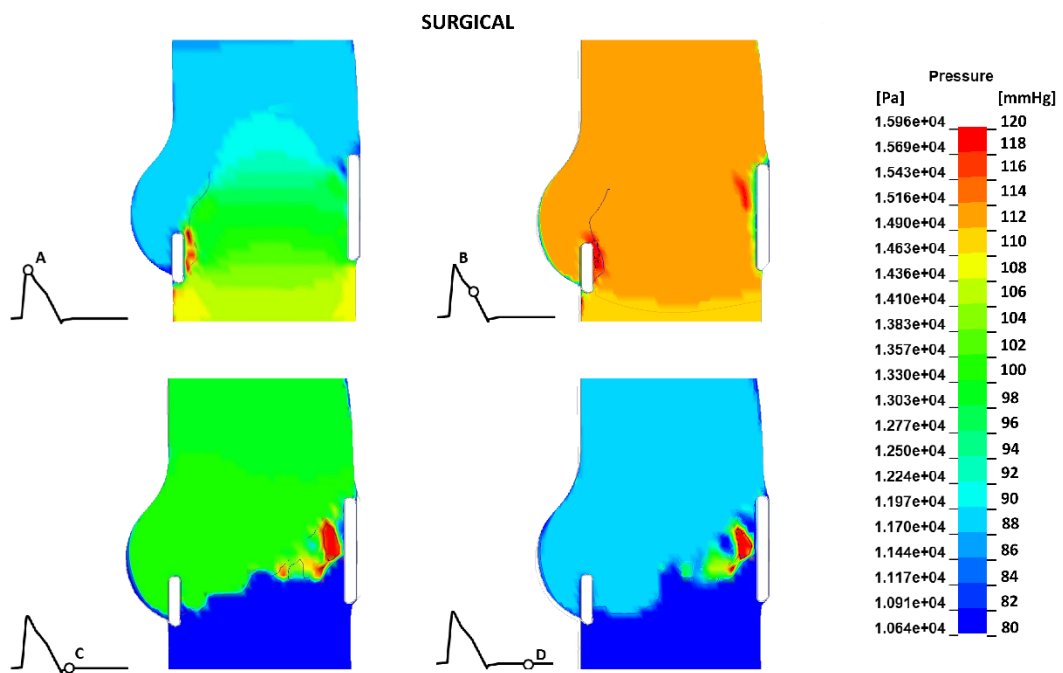 SURGICAL
A
B
C
D
Pressure
[Pa] [mmHg]
1.596e+04 120
1.569e+04 118
1.543e+04 116
1.516e+04 114
1.490e+04 112
1.463e+04 110
1.436e+04 108
1.410e+04 106
1.383e+04 104
1.357e+04 102
1.330e+04 100
1.303e+04 98
1.277e+04 96
1.250e+04 94
1.224e+04 92
1.197e+04 90
1.170e+04 88
1.144e+04 86
1.117e+04 84
1.091e+04 82
1.064e+04 80